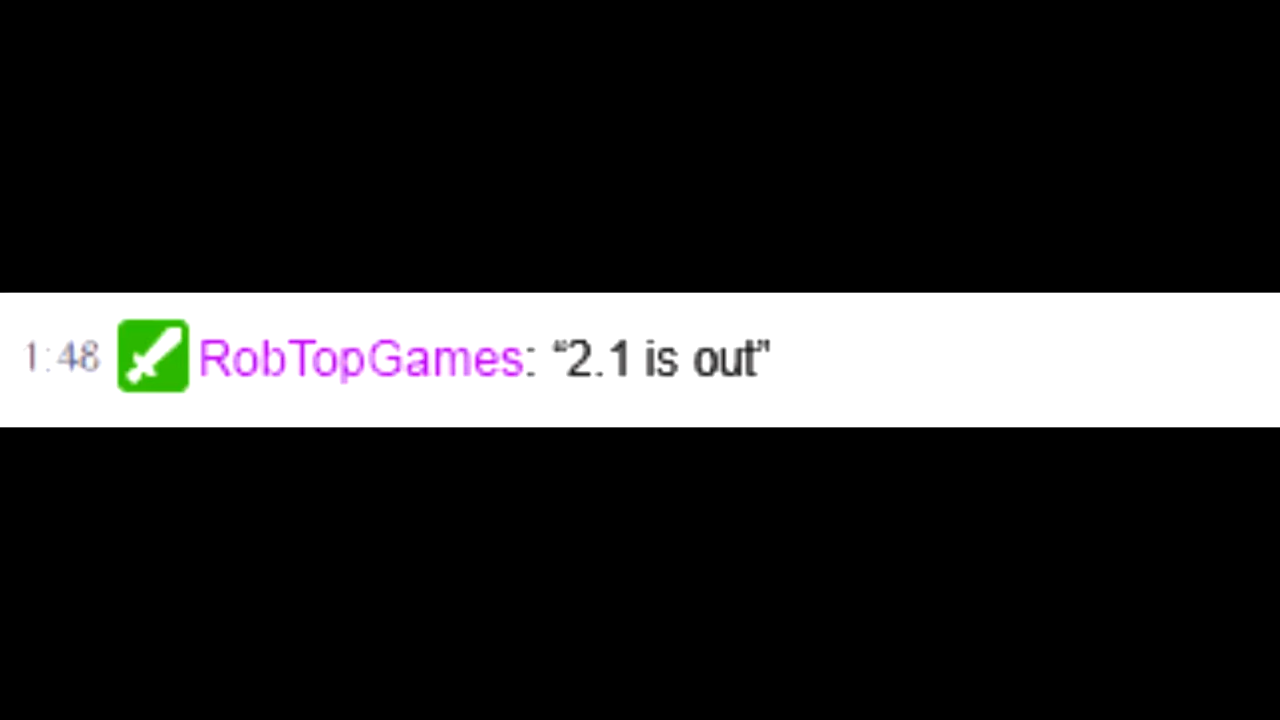 1:48 RobTopGames: “2.1 is out”